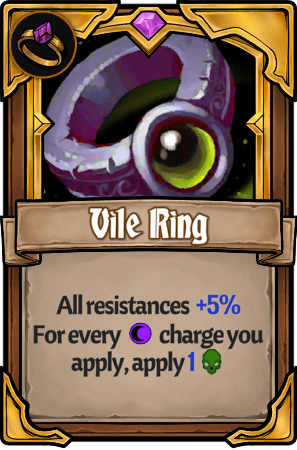 Vile Ring
All resistances +5%
For every charge you
apply, apply 1